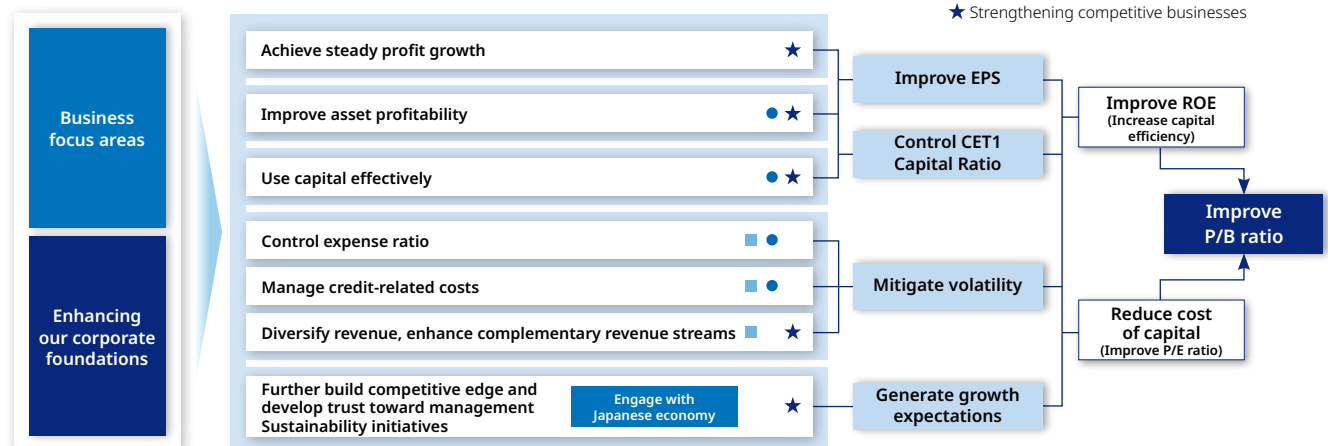 ★ Strengthening competitive businesses
Business
focus areas
Enhancing
our corporate
foundations
Achieve steady profit growth
Improve asset profitability
Use capital effectively
Control expense ratio
Manage credit-related costs
Diversify revenue, enhance complementary revenue streams
Further build competitive edge and
develop trust toward management
Sustainability initiatives
Engage with
Japanese economy
Improve EPS
Control CET1
Capital Ratio
Mitigate volatility
Generate growth
expectations
Improve ROE
(Increase capital
efficiency)
Reduce cost
of capital
(Improve P/E ratio)
Improve
P/B ratio